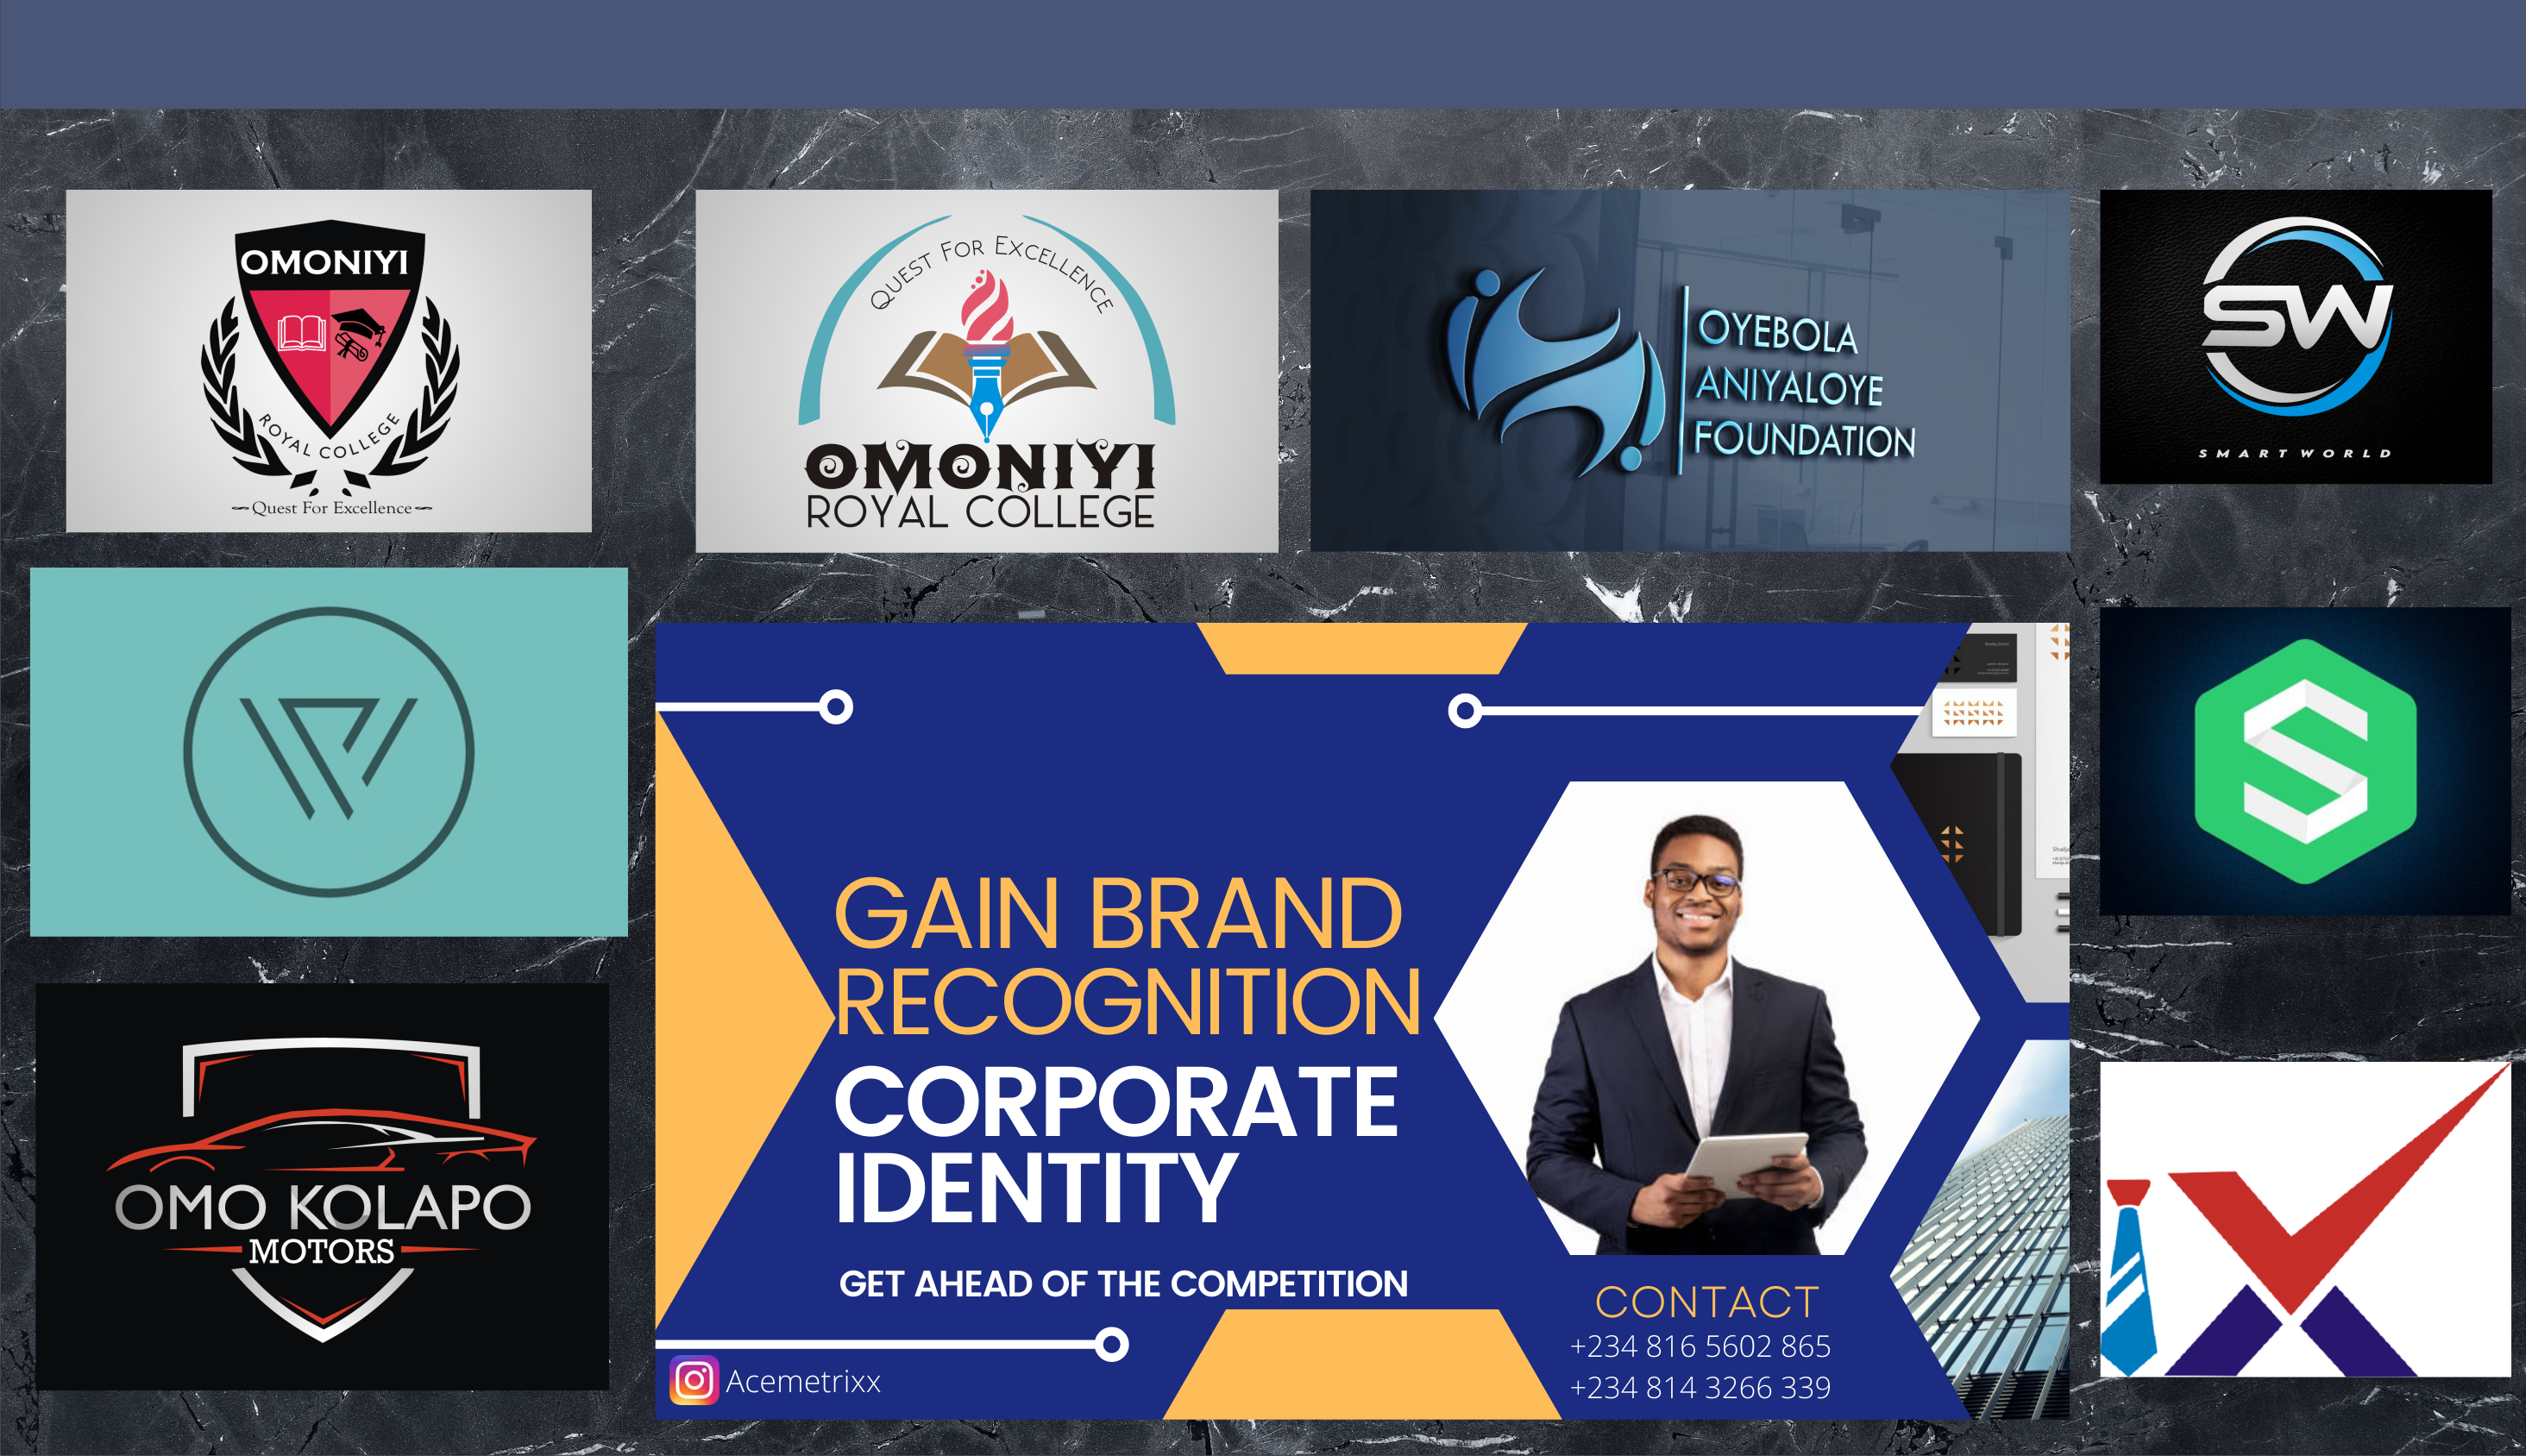 OMONIYI
ROYAL COLLEGE
Quest For Excellence
QUEST FOR EXCELLENCE
OMONIYI
ROYAL COLLEGE
OYEBOLA
ANIYALOYE
FOUNDATION
SW
SMART WORLD
S
OMO KOLAPO
MOTORS
GAIN BRAND
RECOGNITION
CORPORATE
IDENTITY
GET AHEAD OF THE COMPETITION
Acemetrixx
CONTACT
+234 816 5602 865
+234 814 3266 339